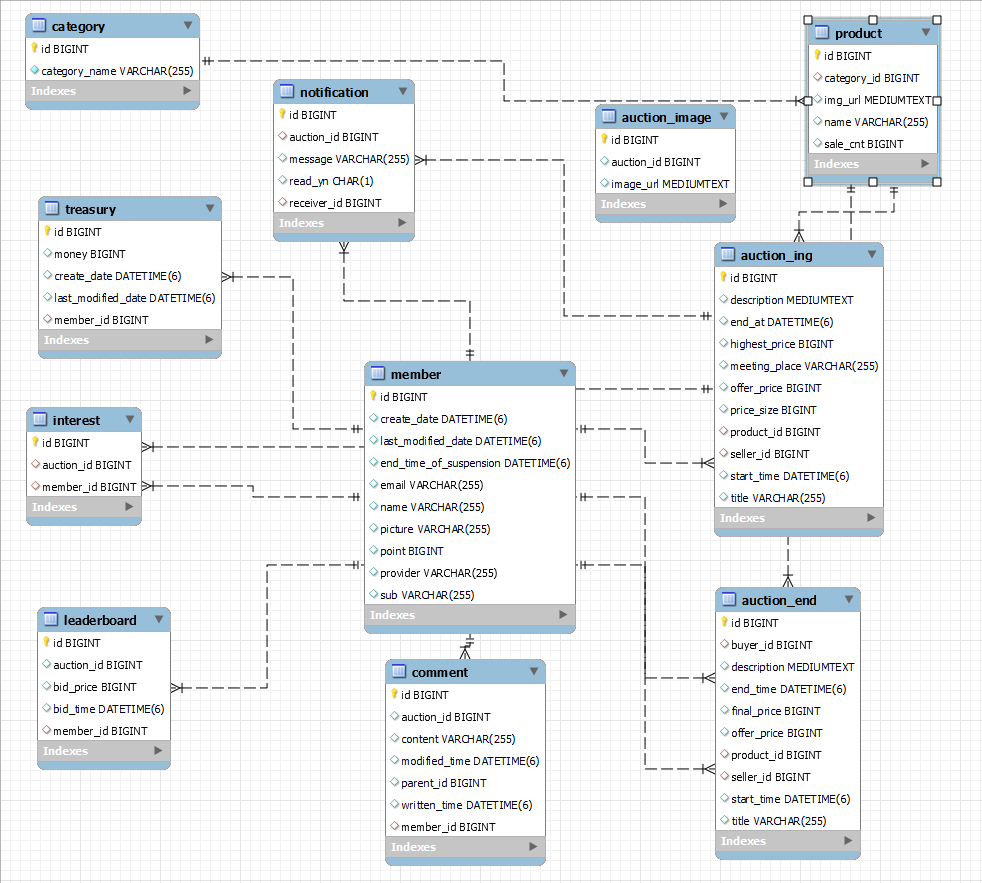 category
id BIGINT
category_name VARCHAR(255)
Indexes
product
id BIGINT
category_id BIGINT
img_url MEDIUMTEXT
name VARCHAR(255)
sale_cnt BIGINT
Indexes
notification
id BIGINT
auction_id BIGINT
message VARCHAR(255)
read_yn CHAR(1)
receiver_id BIGINT
Indexes
auction_image
id BIGINT
auction_id BIGINT
image_url MEDIUMTEXT
Indexes
treasury
id BIGINT
money BIGINT
create_date DATETIME(6)
last_modified_date DATETIME(6)
member_id BIGINT
Indexes
auction_ing
id BIGINT
description MEDIUMTEXT
end_at DATETIME(6)
highest_price BIGINT
meeting_place VARCHAR(255)
offer_price BIGINT
price_size BIGINT
product_id BIGINT
seller_id BIGINT
start_time DATETIME(6)
title VARCHAR(255)
Indexes
member
id BIGINT
create_date DATETIME(6)
last_modified_date DATETIME(6)
end_time_of_suspension DATETIME(6)
email VARCHAR(255)
name VARCHAR(255)
picture VARCHAR(255)
point BIGINT
provider VARCHAR(255)
sub VARCHAR(255)
Indexes
interest
id BIGINT
auction_id BIGINT
member_id BIGINT
Indexes
leaderboard
id BIGINT
auction_id BIGINT
bid_price BIGINT
bid_time DATETIME(6)
member_id BIGINT
Indexes
comment
id BIGINT
auction_id BIGINT
content VARCHAR(255)
modified_time DATETIME(6)
parent_id BIGINT
written_time DATETIME(6)
member_id BIGINT
Indexes
auction_end
id BIGINT
buyer_id BIGINT
description MEDIUMTEXT
end_time DATETIME(6)
final_price BIGINT
offer_price BIGINT
product_id BIGINT
seller_id BIGINT
start_time DATETIME(6)
title VARCHAR(255)
Indexes